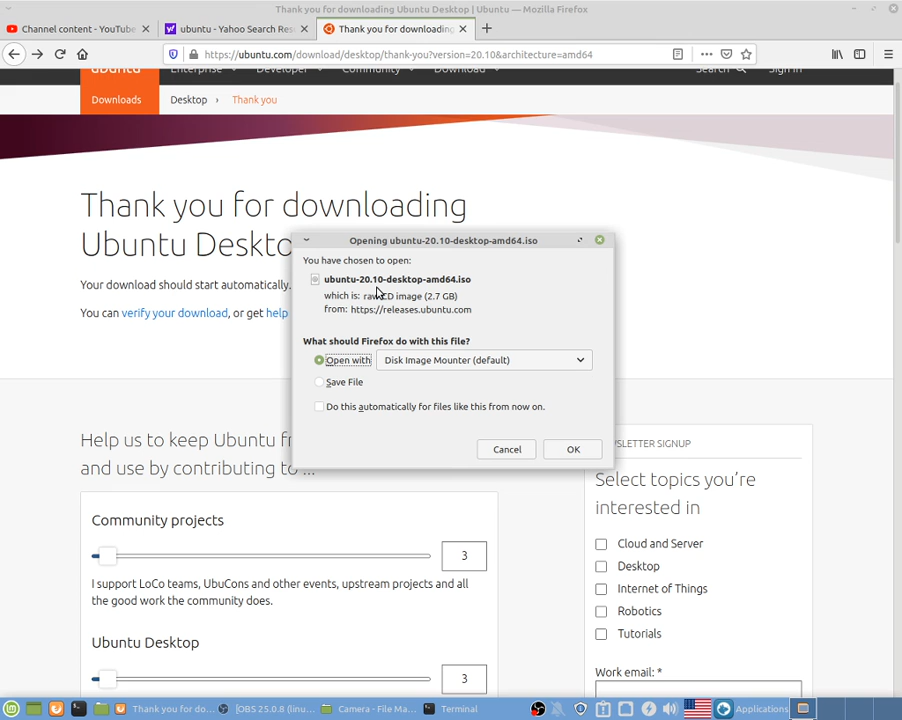 Thank you for downloading Ubuntu Desktop | Ubuntu — Mozilla Firefox
Channel content - YouTube
ubuntu - Yahoo Search Res
Thank you for downloading
https://ubuntu.com/download/desktop/thank-you?version=20.10&architecture=amd64
ubuntu
Enterprise
Developer
Community
Download
Search
Sign in
Downloads
Desktop › Thank you
Thank you for downloading
Ubuntu Deskto
Your download should start automatically.
You can verify your download, or get help
Opening ubuntu-20.10-desktop-amd64.iso
You have chosen to open:
ubuntu-20.10-desktop-amd64.iso
which is: raw CD image (2.7 GB)
from: https://releases.ubuntu.com
What should Firefox do with this file?
Open with
Disk Image Mounter (default)
Save File
Do this automatically for files like this from now on.
Cancel
OK
Help us to keep Ubuntu fr
and use by contributing to ...
Community projects
3
I support LoCo teams, UbuCons and other events, upstream projects and all
the good work the community does.
Ubuntu Desktop
3
SLETTER SIGNUP
Select topics you're
interested in
Cloud and Server
Desktop
Internet of Things
Robotics
Tutorials
Work email: *
Thank you for do...
[OBS 25.0.8 (linu...
Camera - File Ma...
Terminal
Applications